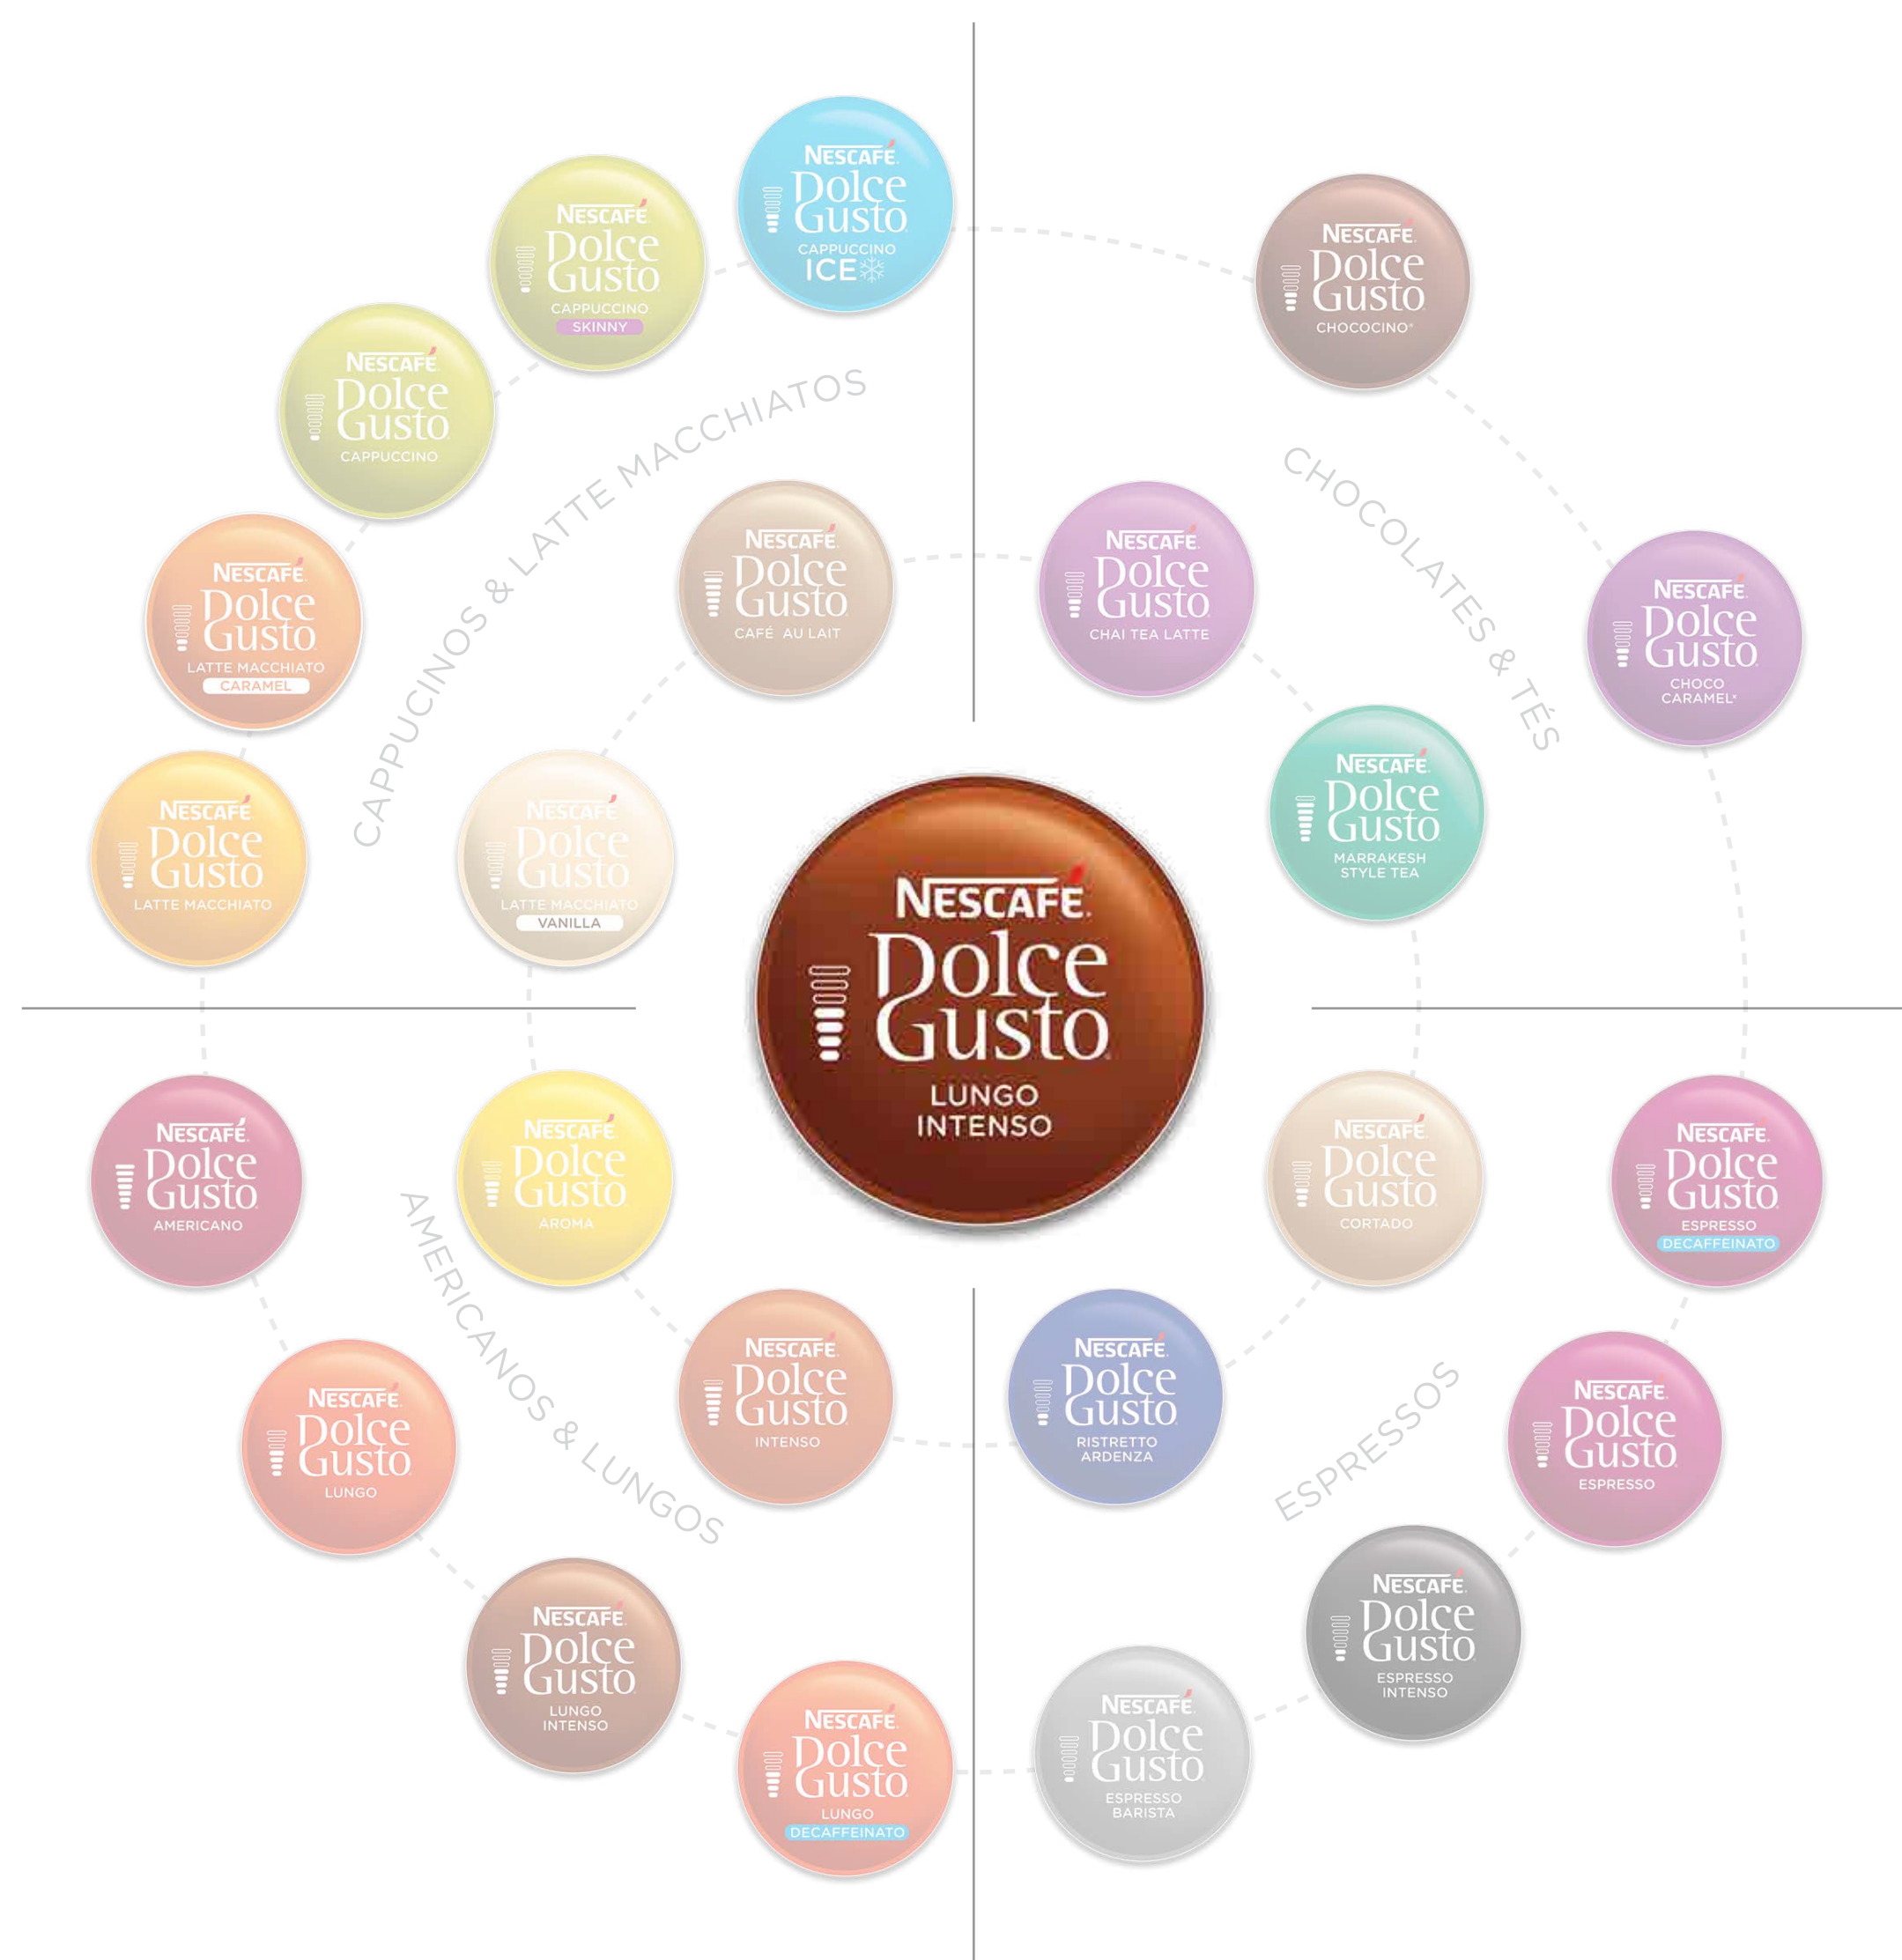 NESCAFÉ.
Dolce
Gusto
CAPPUCCINO
ICE
NESCAFÉ.
Dolce
Gusto
CAPPUCCINO
SKINNY
NESCAFÉ.
Dolce
Gusto
CAPPUCCINO
NESCAFÉ.
Dolce
Gusto
LATTE MACCHIATO
CARAMEL
NESCAFÉ.
Dolce
Gusto
LATTE MACCHIATO
CAPPUCINOS & LATTE MACCHIATOS
NESCAFÉ.
Dolce
Gusto
CAFÉ AU LAIT
NESCAFÉ.
Dolce
Gusto
LATTE MACCHIATO
VANILLA
NESCAFÉ.
Dolce
Gusto
CHOCOCINO®
CHOCOLATES & TÉS
NESCAFÉ.
Dolce
Gusto
CHAI TEA LATTE
NESCAFÉ.
Dolce
Gusto
CHOCO
CARAMEL*
NESCAFÉ.
Dolce
Gusto
MARRAKESH
STYLE TEA
NESCAFÉ.
Dolce
Gusto
LUNGO
INTENSO
NESCAFÉ.
Dolce
Gusto
AMERICANO
NESCAFÉ.
Dolce
Gusto
AROMA
AMERICANOS & LUNGOS
NESCAFÉ.
Dolce
Gusto
INTENSO
NESCAFÉ.
Dolce
Gusto
LUNGO
NESCAFÉ.
Dolce
Gusto
LUNGO
INTENSO
NESCAFÉ.
Dolce
Gusto
LUNGO
DECAFFEINATO
NESCAFÉ.
Dolce
Gusto
CORTADO
NESCAFÉ.
Dolce
Gusto
ESPRESSO
DECAFFEINATO
NESCAFÉ.
Dolce
Gusto
RISTRETTO
ARDENZA
ESPRESSOS
NESCAFÉ.
Dolce
Gusto
ESPRESSO
NESCAFÉ.
Dolce
Gusto
ESPRESSO
INTENSO
NESCAFÉ.
Dolce
Gusto
ESPRESSO
BARISTA